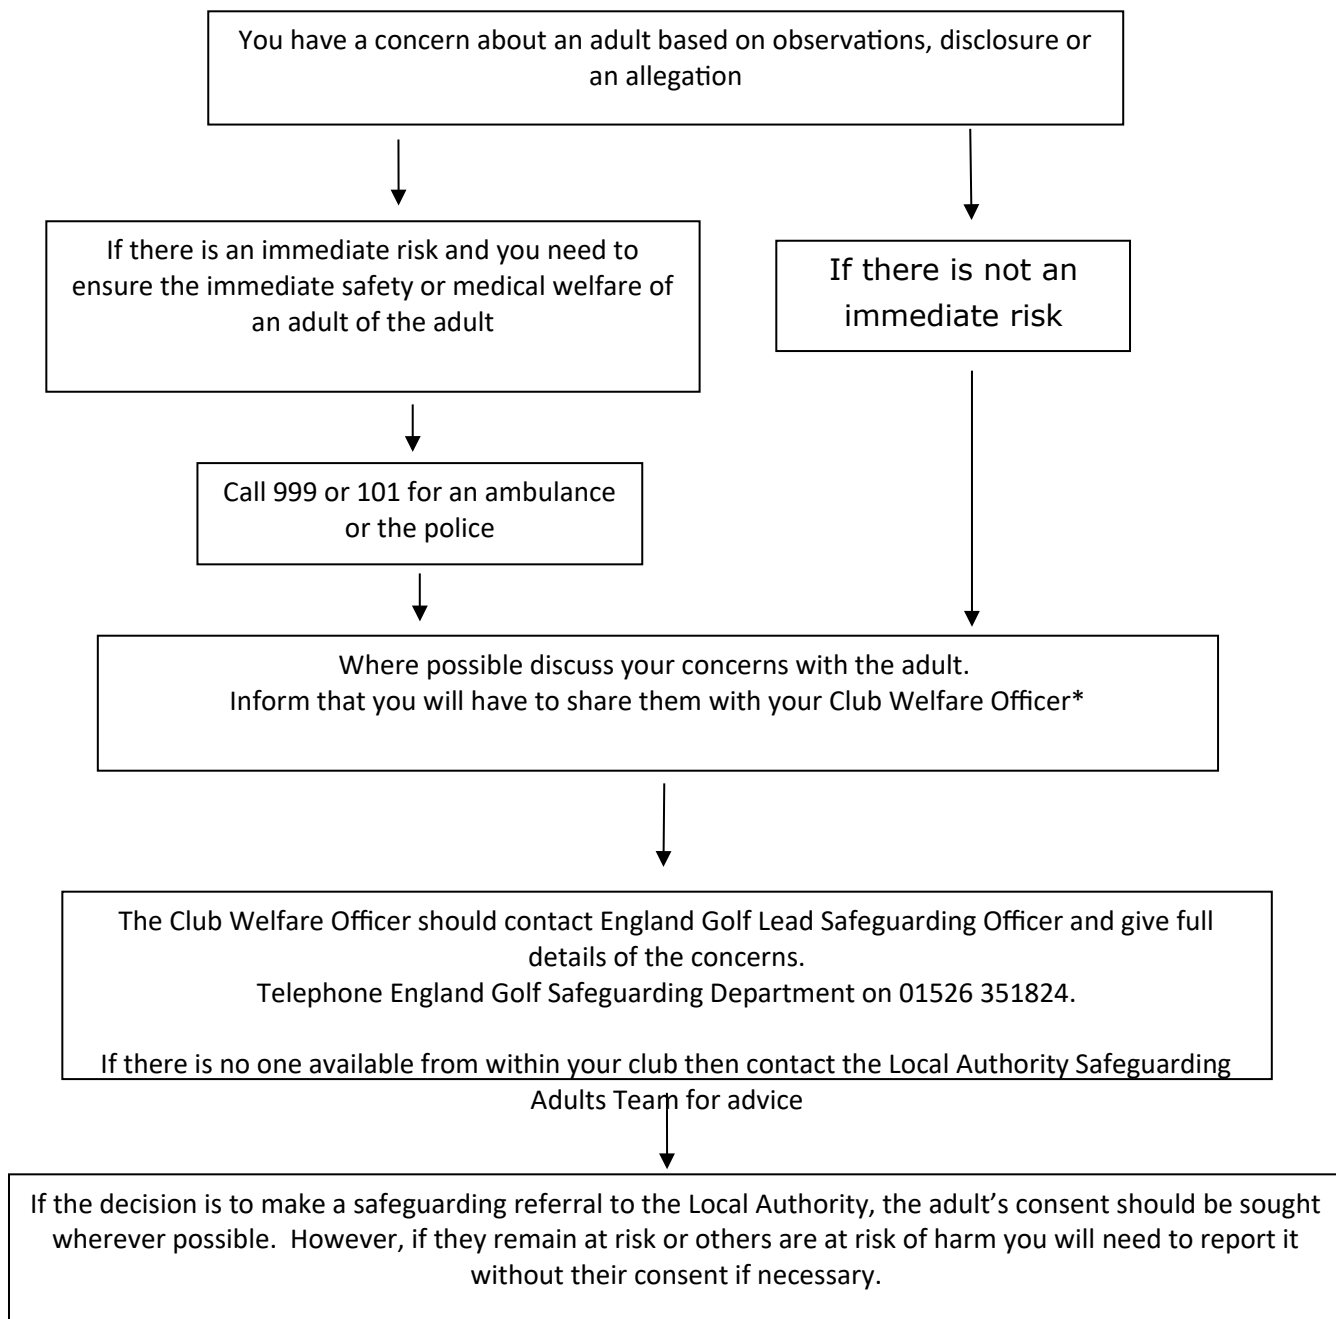 You have a concern about an adult based on observations, disclosure or
an allegation
If there is an immediate risk and you need to
ensure the immediate safety or medical welfare of
an adult of the adult
If there is not an
immediate risk
Call 999 or 101 for an ambulance
or the police
Where possible discuss your concerns with the adult.
Inform that you will have to share them with your Club Welfare Officer*
The Club Welfare Officer should contact England Golf Lead Safeguarding Officer and give full
details of the concerns.
Telephone England Golf Safeguarding Department on 01526 351824.
If there is no one available from within your club then contact the Local Authority Safeguarding
Adults Team for advice
If the decision is to make a safeguarding referral to the Local Authority, the adult’s consent should be sought
wherever possible.  However, if they remain at risk or others are at risk of harm you will need to report it
without their consent if necessary.